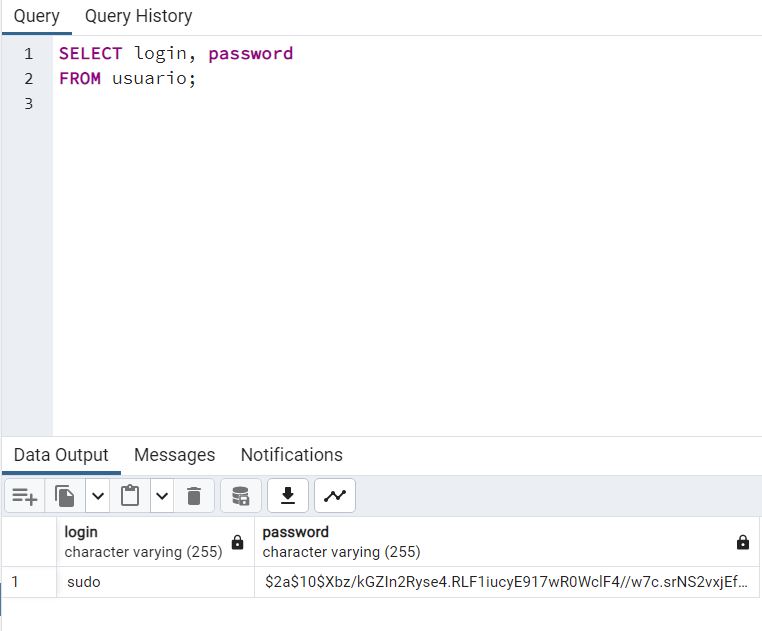 Query Query History
1 SELECT login, password
2 FROM usuario;
3
Data Output Messages Notifications
login password
character varying (255) character varying (255)
1 sudo $2a$10$Xbz/kGZIn2Ryse4.RLF1iucyE917wR0WclF4//w7c.srNS2vxjEf...